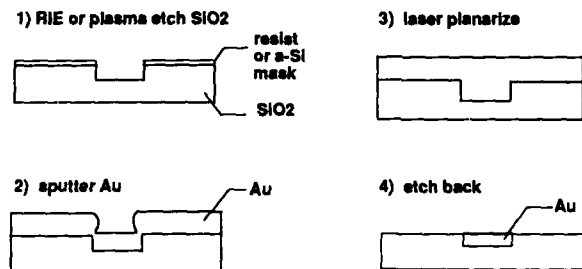 1) RIE or plasma etch SiO2
resist
or a-Si
mask
SiO2
2) sputter Au
Au
3) laser planarize
4) etch back
Au